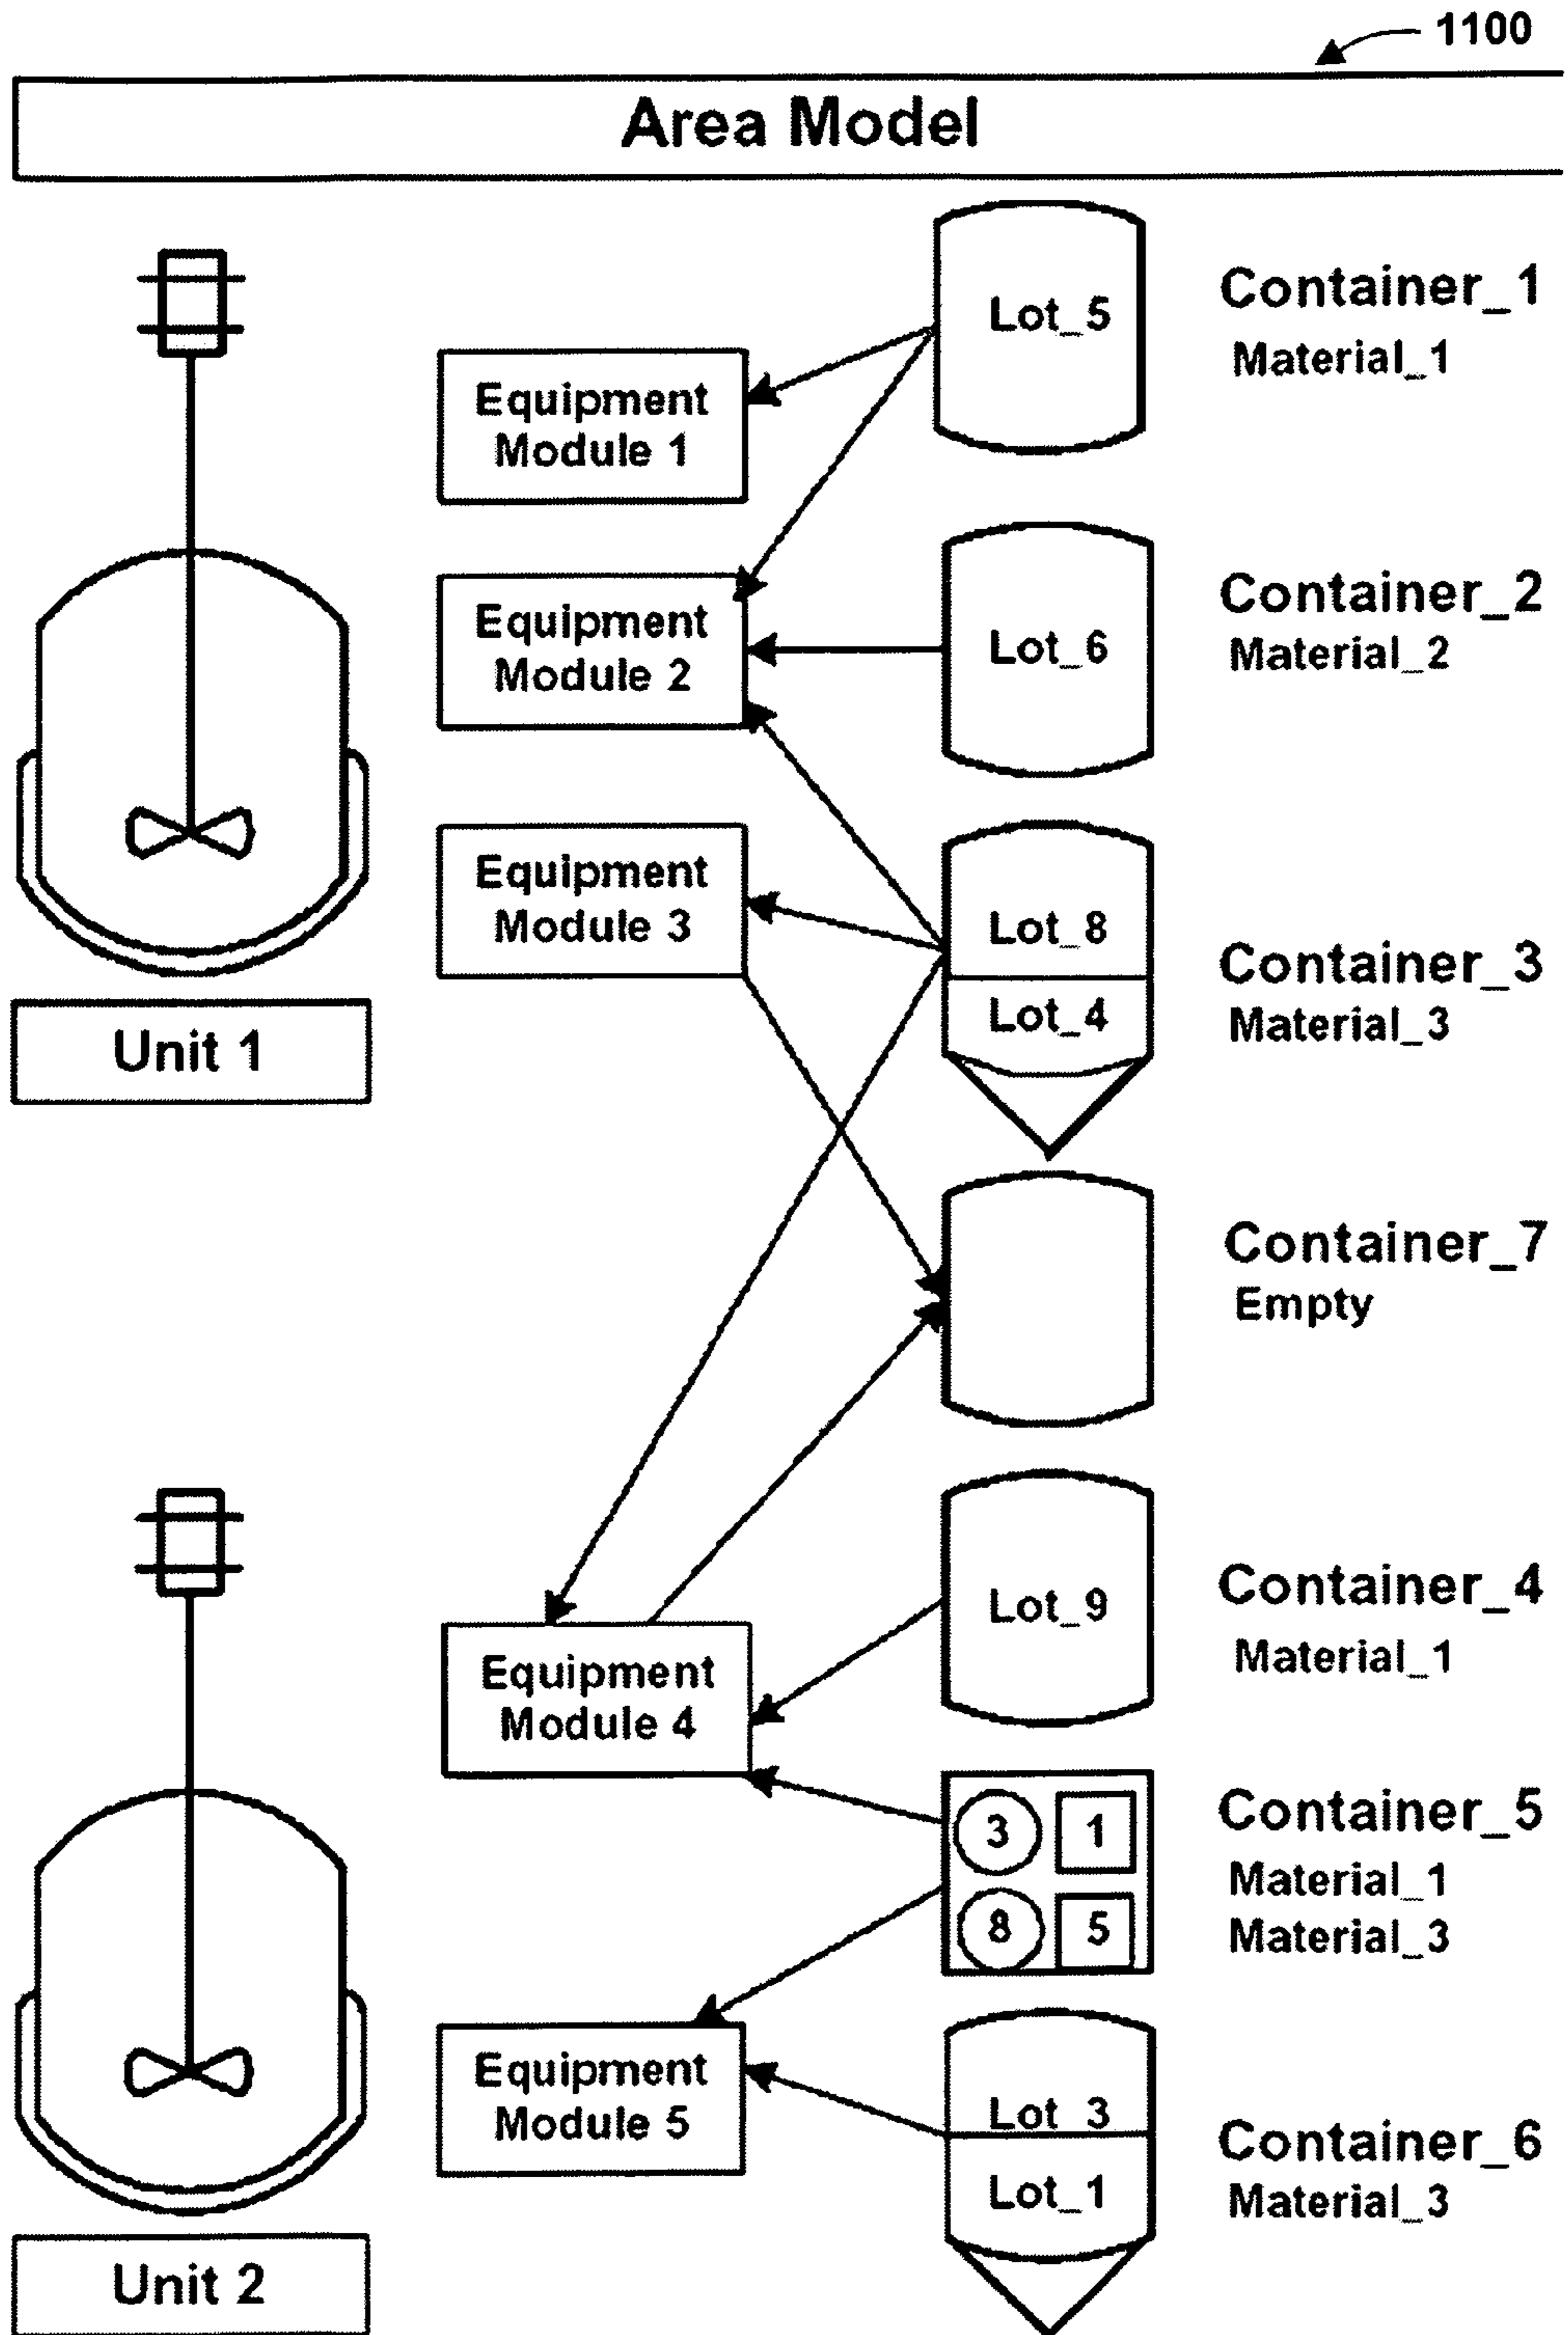 1100
Area Model
Lot_5
Container_1
Material_1
Equipment
Module 1
Equipment
Module 2
Lot_6
Container_2
Material_2
Equipment
Module 3
Lot_8
Lot_4
Container_3
Material_3
Unit 1
Container_7
Empty
Equipment
Module 4
Lot_9
Container_4
Material_1
3 1
8 5
Container_5
Material_1
Material_3
Equipment
Module 5
Lot_3
Lot_1
Container_6
Material_3
Unit 2